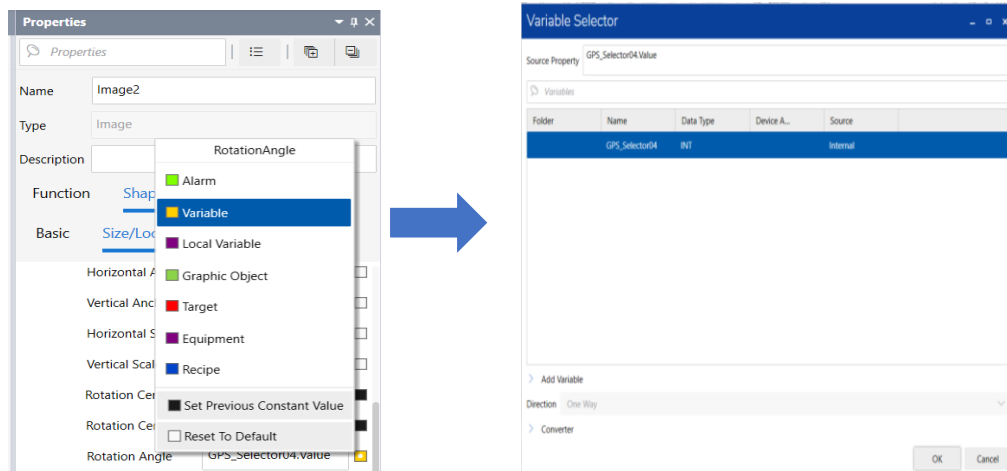 Properties
Properties
Name
Image2
Type
Image
Description
RotationAngle
Alarm
Variable
Local Variable
Graphic Object
Target
Equipment
Recipe
Set Previous Constant Value
Reset To Default
Function
Shap
Basic
Size/Loc
Horizontal A
Vertical Anc
Horizontal S
Vertical Scal
Rotation Cer
Rotation Cer
Rotation Angle
GPS_Selector04.Value
Variable Selector
Source Property
GPS_Selector04.Value
Variables
Folder Name Data Type Device A... Source
GPS_Selector04 INT Internal
Add Variable
Direction One Way
Converter
OK Cancel